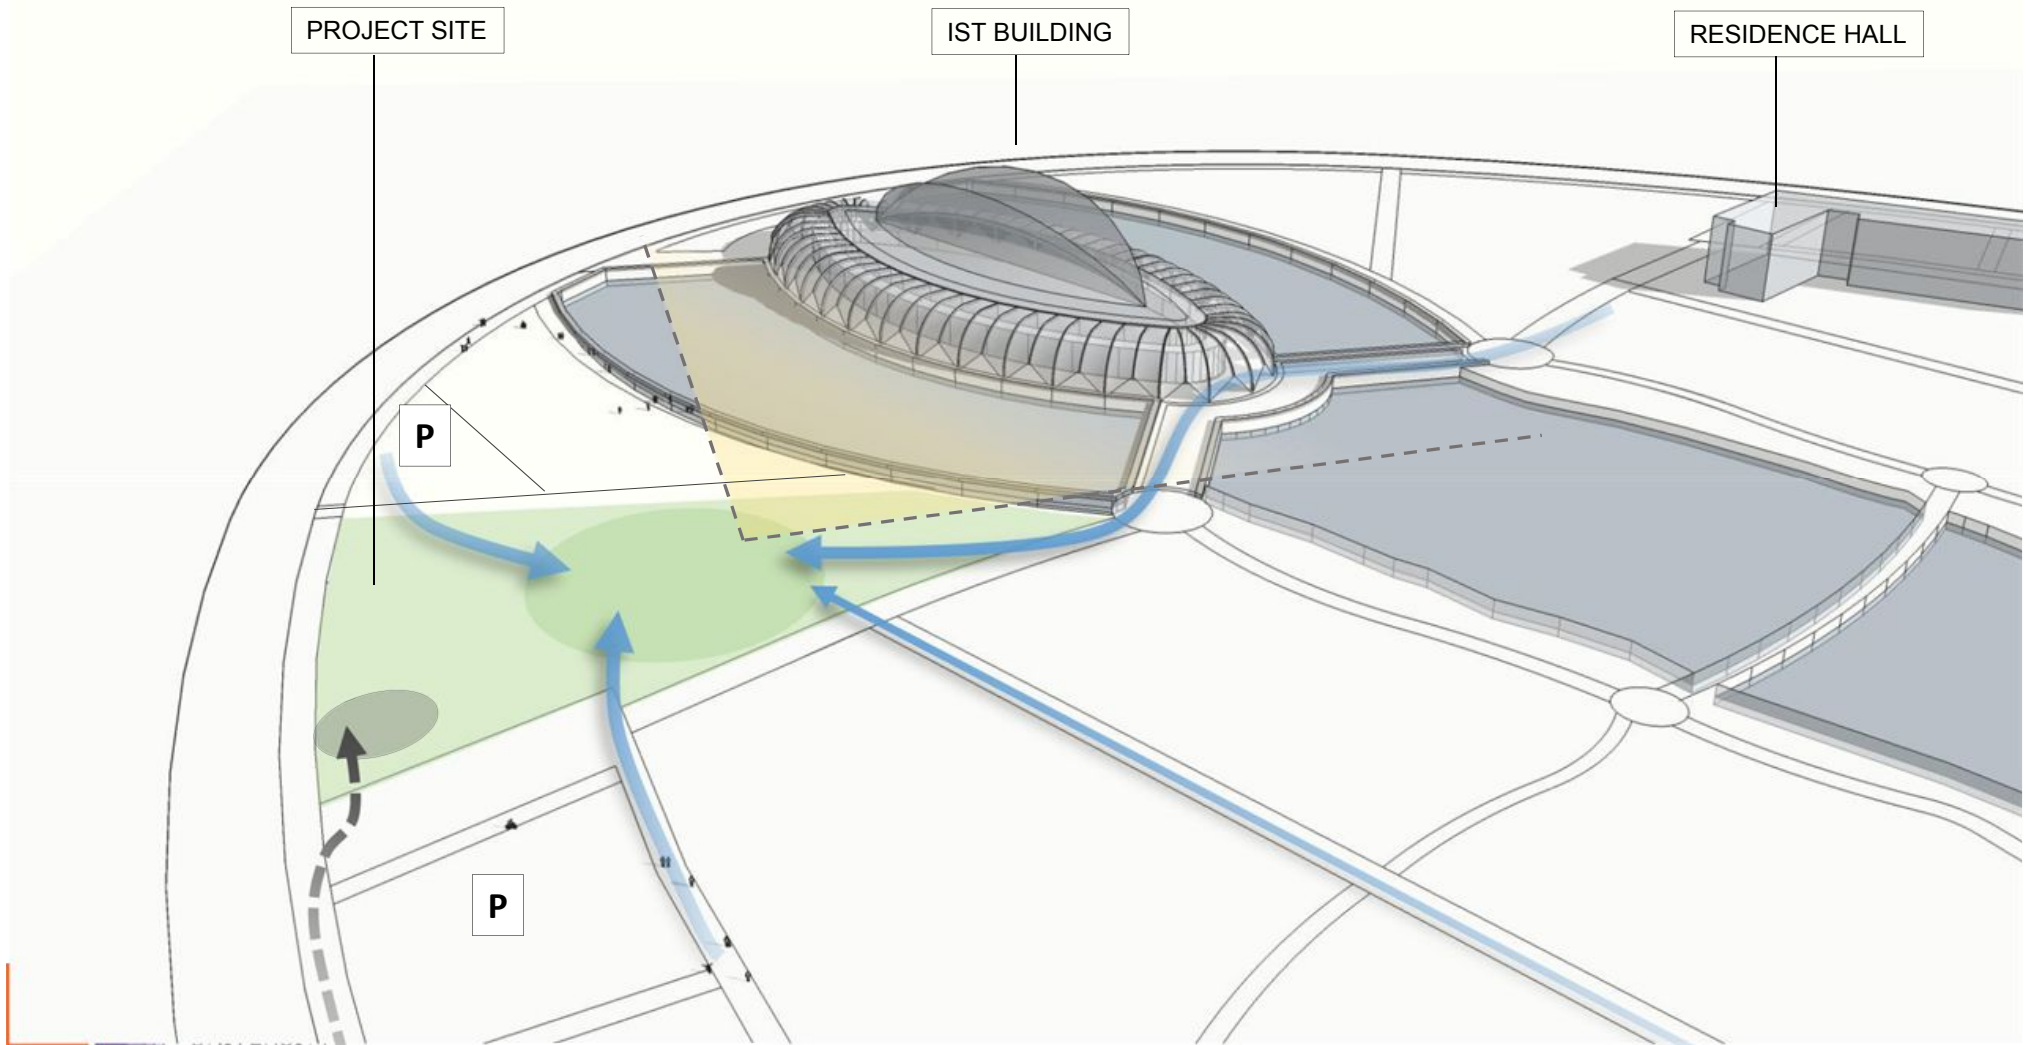 PROJECT SITE
IST BUILDING
RESIDENCE HALL
P
P